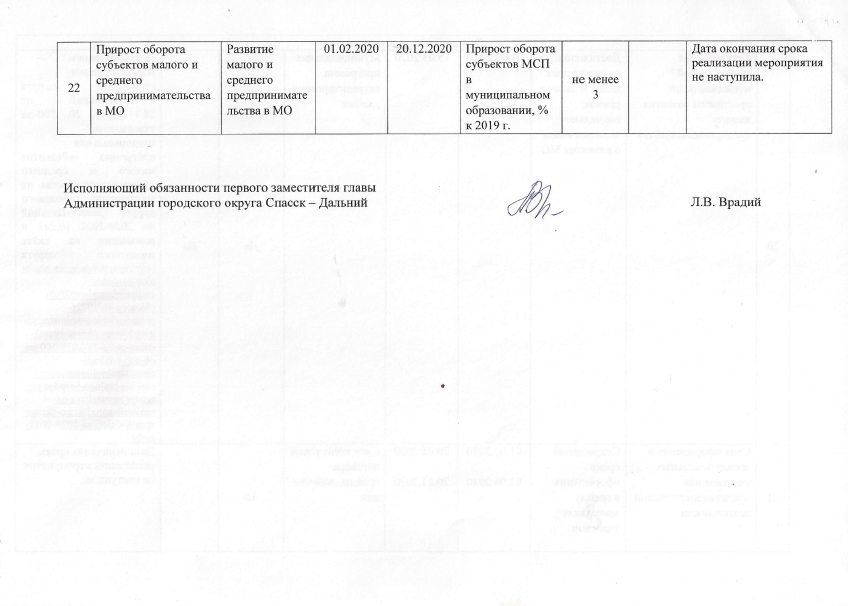 22
Прирост оборота
субъектов малого и
среднего
предпринимательства
в МО
Развитие
малого и
среднего
предпринимате
льства в МО
01.02.2020
20.12.2020
Прирост оборота
субъектов МСП
в
муниципальном
образовании, %
к 2019 г.
не менее
3
Дата окончания срока
реализации мероприятия
не наступила.
Исполняющий обязанности первого заместителя главы
Администрации городского округа Спасск – Дальний
Л.В. Врадий